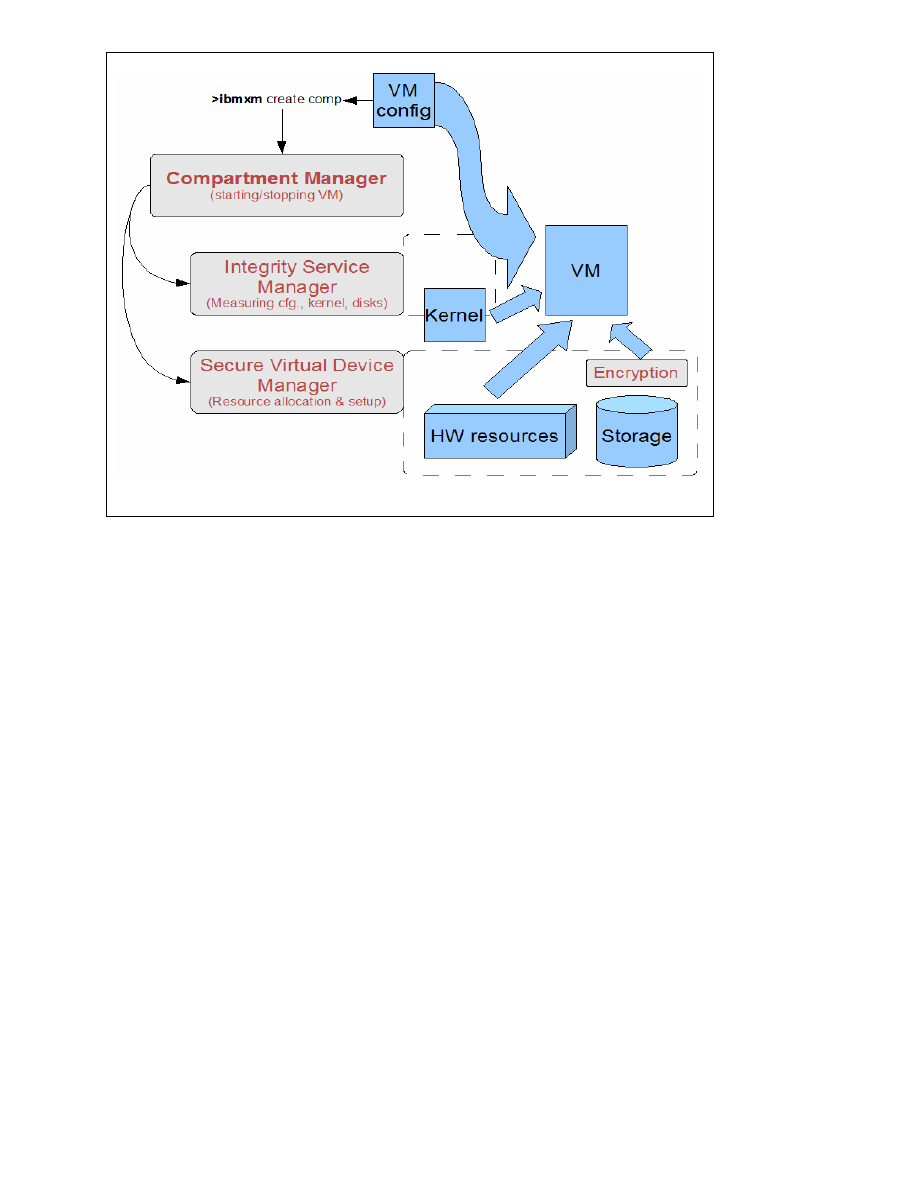 VM
config
>ibmxm create comp
Compartment Manager
(starting/stopping VM)
Integrity Service
Manager
(Measuring cfg., kernel, disks)
VM
Kernel
Secure Virtual Device
Manager
(Resource allocation & setup)
Encryption
HW resources
Storage